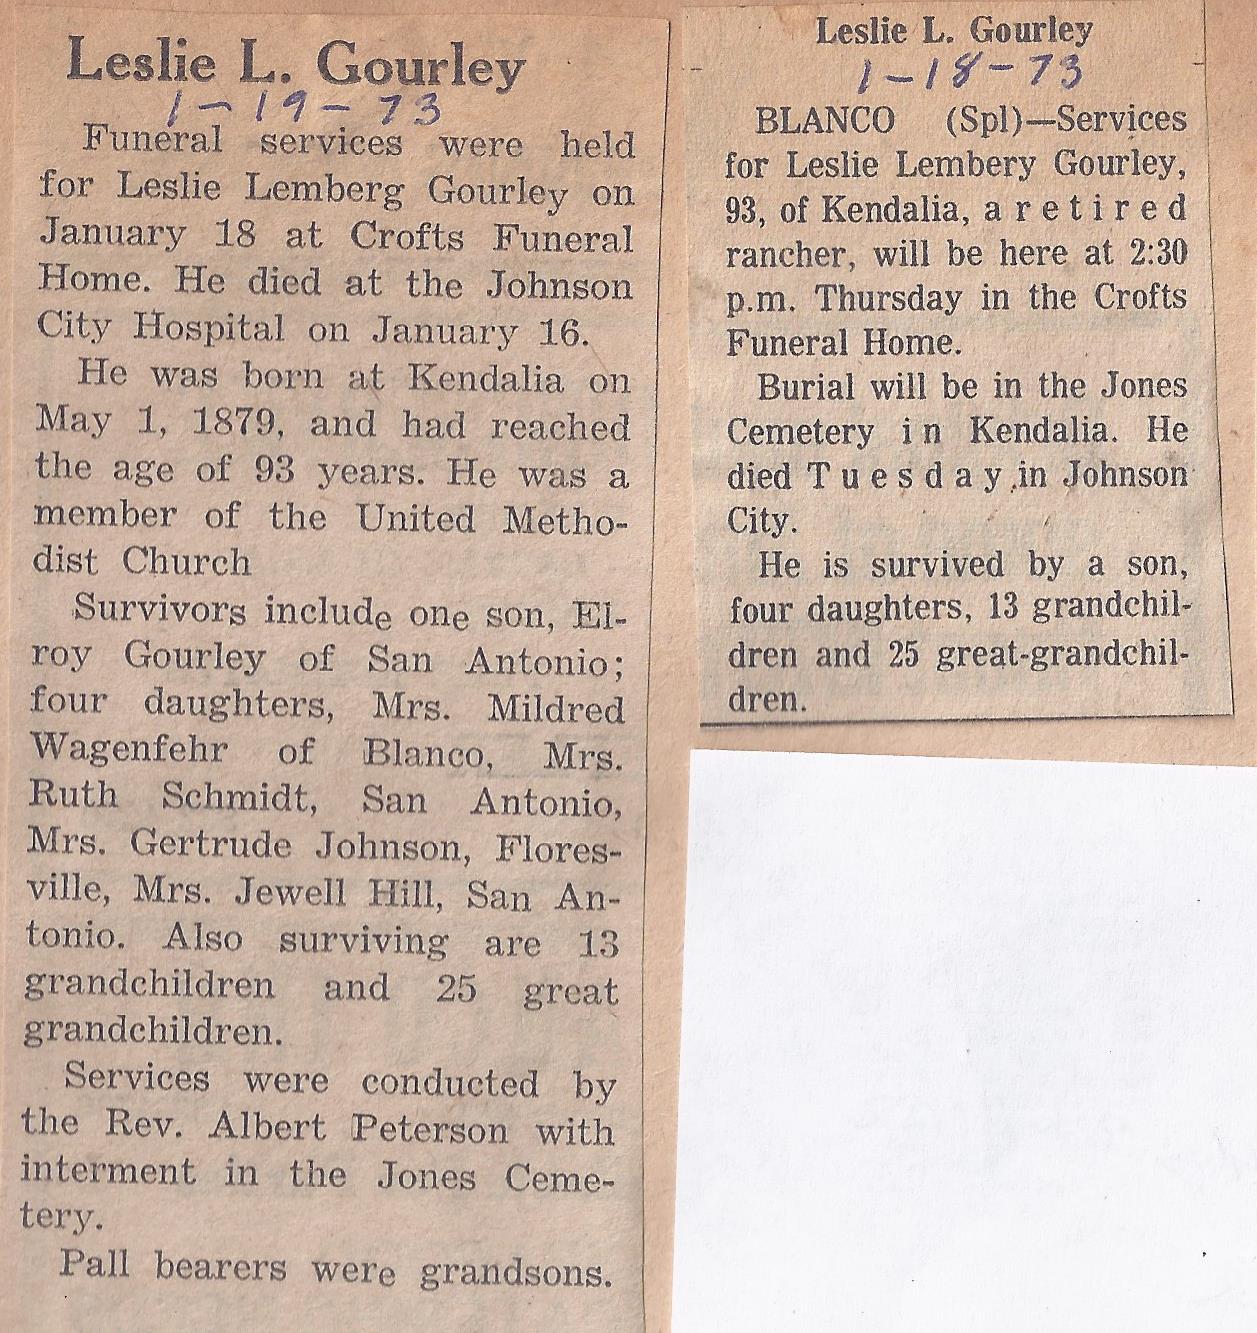 Leslie L. Gourley
1-19-73
Funeral services were held
for Leslie Lemberg Gourley on
January 18 at Crofts Funeral
Home. He died at the Johnson
City Hospital on January 16.
He was born at Kendalia on
May 1, 1879, and had reached
the age of 93 years. He was a
member of the United Metho-
dist Church
Survivors include one son, El-
roy Gourley of San Antonio;
four daughters, Mrs. Mildred
Wagenfehr of Blanco, Mrs.
Ruth Schmidt, San Antonio,
Mrs. Gertrude Johnson, Flores-
ville, Mrs. Jewell Hill, San An-
tonio. Also surviving are 13
grandchildren and 25 great
grandchildren.
Services were conducted by
the Rev. Albert Peterson with
interment in the Jones Ceme-
tery.
Pall bearers were grandsons.
Leslie L. Gourley
1-18-73
BLANCO (Spl)—Services
for Leslie Lembery Gourley,
93, of Kendalia, a retired
rancher, will be here at 2:30
p.m. Thursday in the Crofts
Funeral Home.
Burial will be in the Jones
Cemetery in Kendalia. He
died Tuesday in Johnson
City.
He is survived by a son,
four daughters, 13 grandchil-
dren and 25 great-grandchil-
dren.